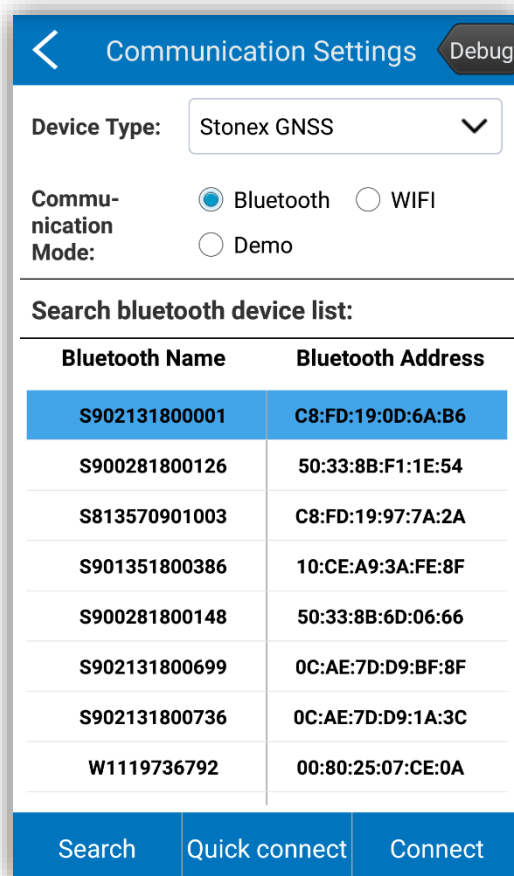 Communication Settings Debug
Device Type: Stonex GNSS
Commu-
nication
Mode:
Bluetooth WIFI
Demo
Search bluetooth device list:
Bluetooth Name Bluetooth Address
S902131800001 C8:FD:19:0D:6A:B6
S900281800126 50:33:8B:F1:1E:54
S813570901003 C8:FD:19:97:7A:2A
S901351800386 10:CE:A9:3A:FE:8F
S900281800148 50:33:8B:6D:06:66
S902131800699 0C:AE:7D:D9:BF:8F
S902131800736 0C:AE:7D:D9:1A:3C
W1119736792 00:80:25:07:CE:0A
Search Quick connect Connect